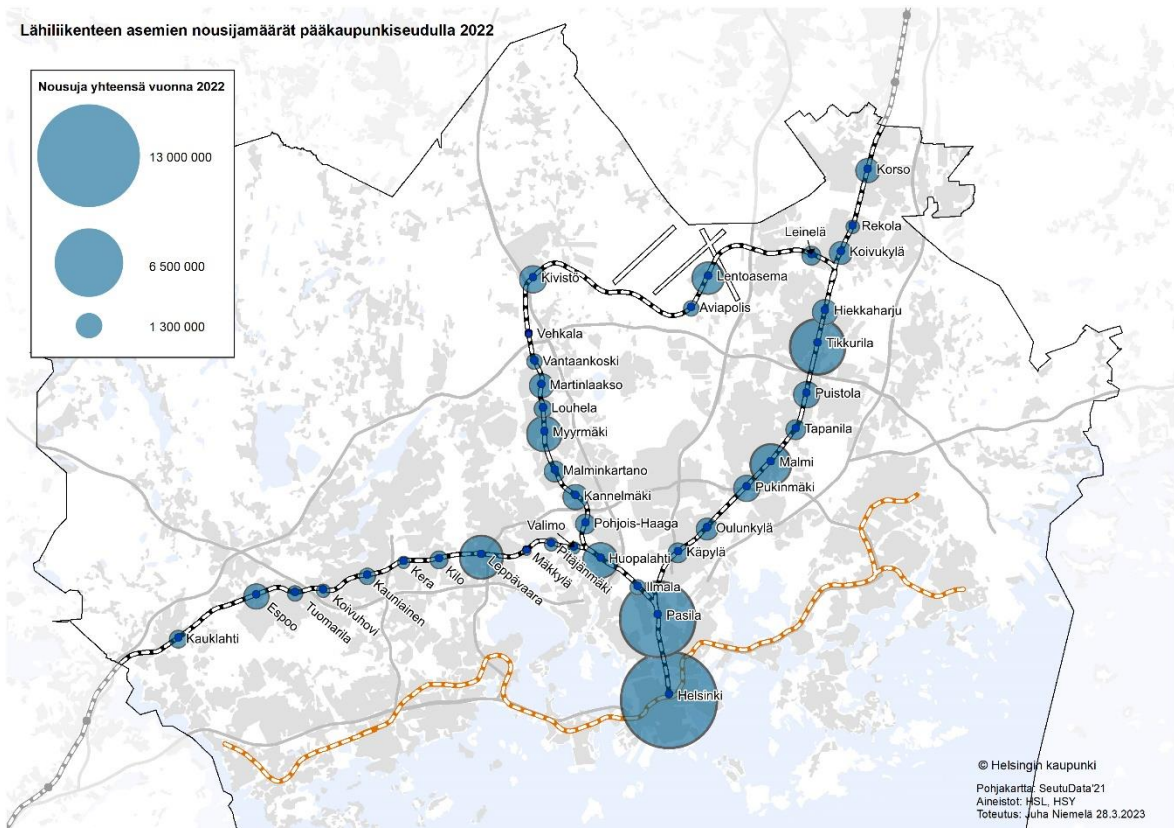 Lähiliikenteen asemien nousijamäärät pääkaupunkiseudulla 2022
Nousuja yhteensä vuonna 2022
13 000 000
6 500 000
1 300 000
Korso
Rekola
Leinelä
Koivukylä
Kivistö
Lentoasema
Aviapolis
Hiekkaharju
Vehkala
Tikkurila
Vantaankoski
Martinlaakso
Puistola
Louhela
Myyrmäki
Tapanila
Malminkartano
Malmi
Kannelmäki
Pukinmäki
Pohjois-Haaga
Oulunkylä
Valimo
Huopalahti
Käpylä
Pitäjänmäki
Mäkkylä
Leppävaara
Kilo
Kera
Kauniainen
Koivuhovi
Tuomarila
Espoo
Ilmala
Pasila
Kauklahti
Helsinki
© Helsingin kaupunki
Pohjakartta: SeutuData'21
Aineistot: HSL, HSY
Toteutus: Juha Niemelä 28.3.2023